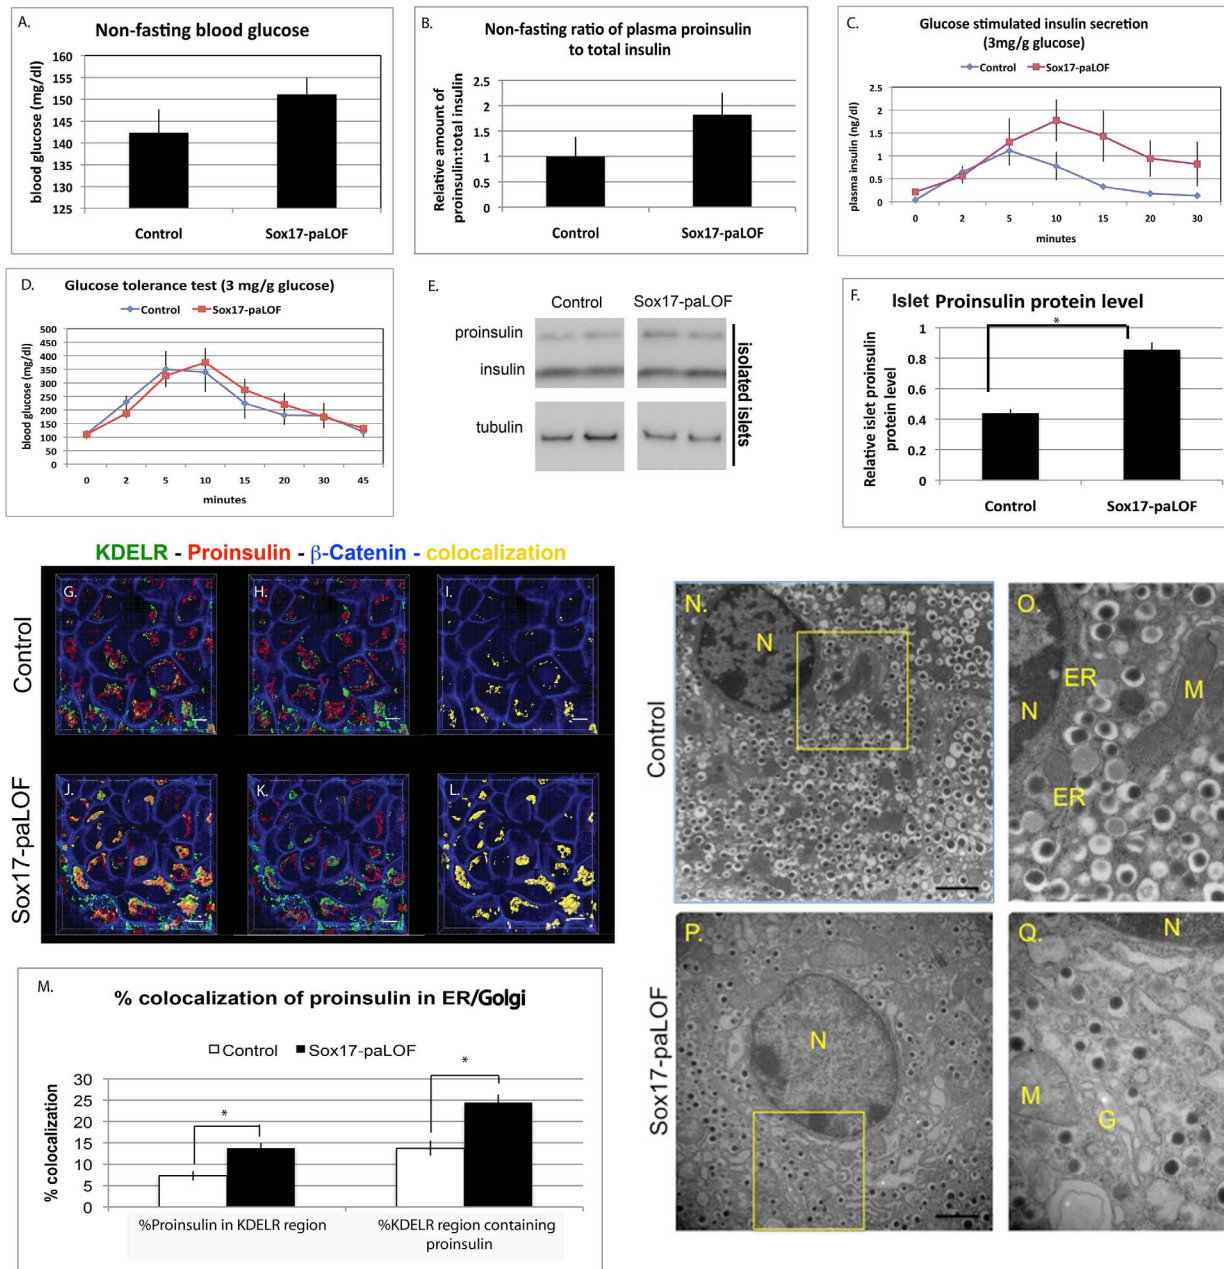 A.
Non-fasting blood glucose
blood glucose (mg/dl)
160
155
150
145
140
135
130
125
Control
Sox17-paLOF
B.
Non-fasting ratio of plasma proinsulin
to total insulin
Relative amount of
proinsulin:total insulin
2.5
2
1.5
1
0.5
0
Control
Sox17-paLOF
C.
Glucose stimulated insulin secretion
(3mg/g glucose)
Control
Sox17-paLOF
plasma insulin (ng/dl)
2.5
2
1.5
1
0.5
0
0 2 5 10 15 20 30
minutes
D.
Glucose tolerance test (3 mg/g glucose)
Control
Sox17-paLOF
blood glucose (mg/dl)
500
450
400
350
300
250
200
150
100
50
0
0 2 5 10 15 20 30 45
minutes
E.
Control
Sox17-paLOF
proinsulin
insulin
tubulin
isolated islets
F.
Islet Proinsulin protein level
*
Relative islet proinsulin
protein level
1
0.8
0.6
0.4
0.2
0
Control
Sox17-paLOF
KDELR - Proinsulin - β-Catenin - colocalization
Control
G.
H.
I.
Sox17-paLOF
J.
K.
L.
M.
% colocalization of proinsulin in ER/Golgi
Control
Sox17-paLOF
% colocalization
30
25
20
15
10
5
0
*
*
%Proinsulin in KDELR region
%KDELR region containing
proinsulin
Control
N.
N
O.
ER
M
N
ER
Sox17-paLOF
P.
N
Q.
N
M
G